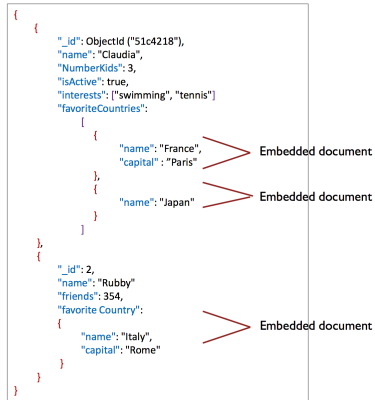 {
{
"_id": ObjectId ("51c4218"),
"name": "Claudia",
"NumberKids": 3,
"isActive": true,
"interests": ["swimming", "tennis"]
"favoriteCountries":
[
{
"name": "France",
"capital" : "Paris"
Embedded document
},
{
"name": "Japan"
Embedded document
}
]
},
{
"_id": 2,
"name": "Rubby"
"friends": 354,
"favorite Country":
{
"name": "Italy",
"capital": "Rome"
Embedded document
}
}
}